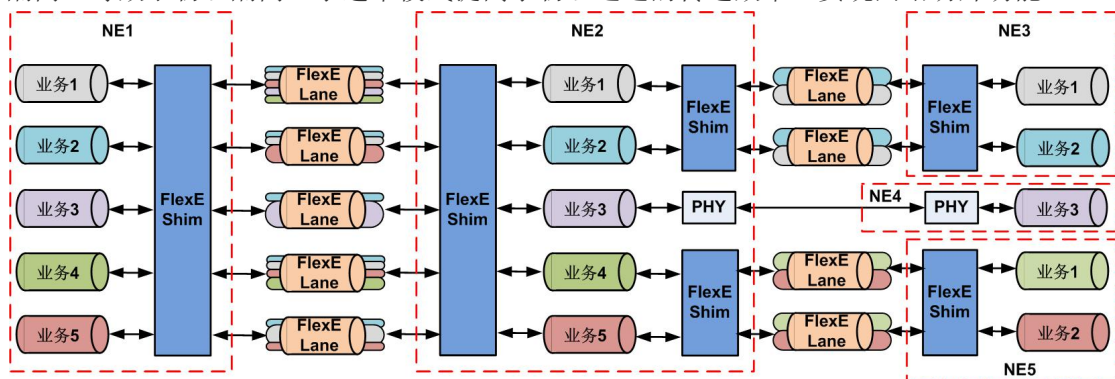 NE1
NE2
NE3
业务1
业务2
业务3
业务4
业务5
FlexE
Shim
FlexE
Lane
FlexE
Lane
FlexE
Lane
FlexE
Lane
FlexE
Lane
FlexE
Shim
业务1
业务2
业务3
业务4
业务5
FlexE
Shim
PHY
FlexE
Shim
FlexE
Lane
FlexE
Lane
FlexE
Lane
FlexE
Lane
FlexE
Shim
业务1
业务2
NE4
PHY
业务3
FlexE
Shim
业务1
业务2
NE5